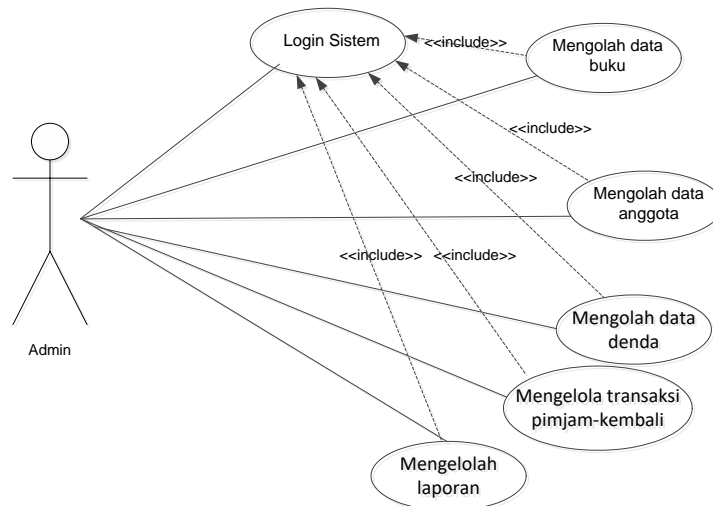 Login Sistem
<<include>>
Mengolah data
buku
<<include>>
<<include>>
Mengolah data
anggota
<<include>>
<<include>>
Admin
Mengolah data
denda
Mengelola transaksi
pimjam-kembali
Mengelolah
laporan